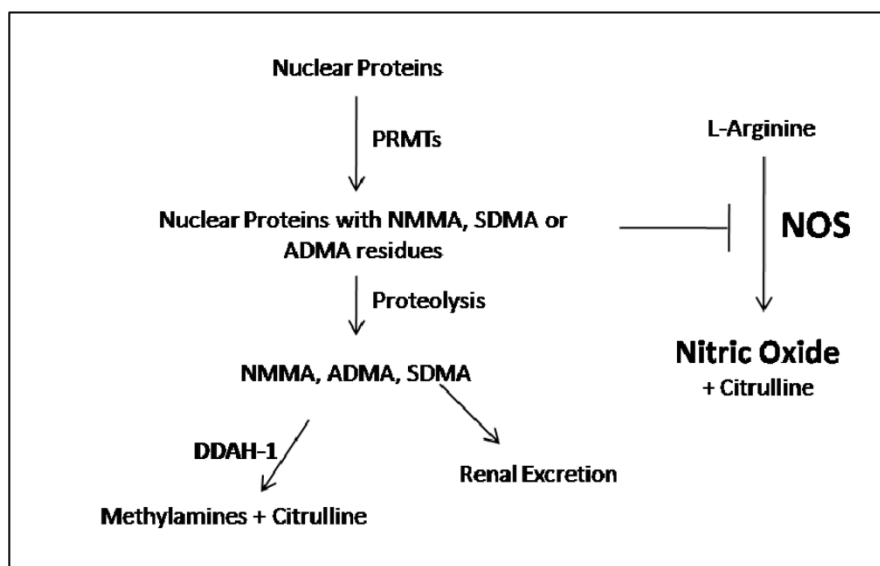 Nuclear Proteins
PRMTs
L-Arginine
Nuclear Proteins with NMMA, SDMA or
ADMA residues
NOS
Proteolysis
Nitric Oxide
+ Citrulline
NMMA, ADMA, SDMA
DDAH-1
Renal Excretion
Methylamines + Citrulline